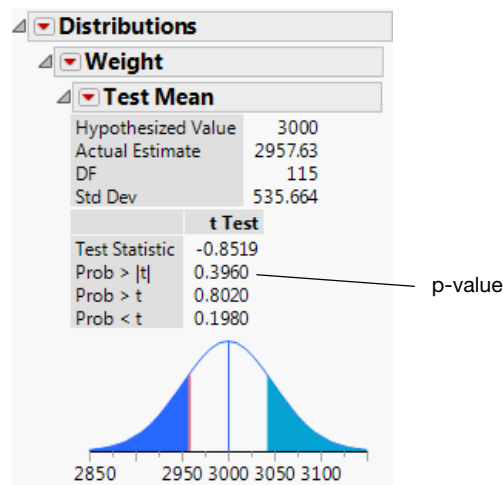 Distributions
Weight
Test Mean
Hypothesized Value 3000
Actual Estimate 2957.63
DF 115
Std Dev 535.664
t Test
Test Statistic -0.8519
Prob > |t| 0.3960 p-value
Prob > t 0.8020
Prob < t 0.1980
2850 2950 3000 3050 3100